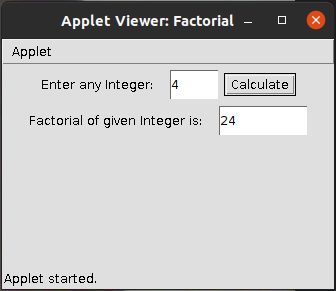 Applet Viewer: Factorial
Applet
Enter any Integer: 4 Calculate
Factorial of given Integer is: 24
Applet started.